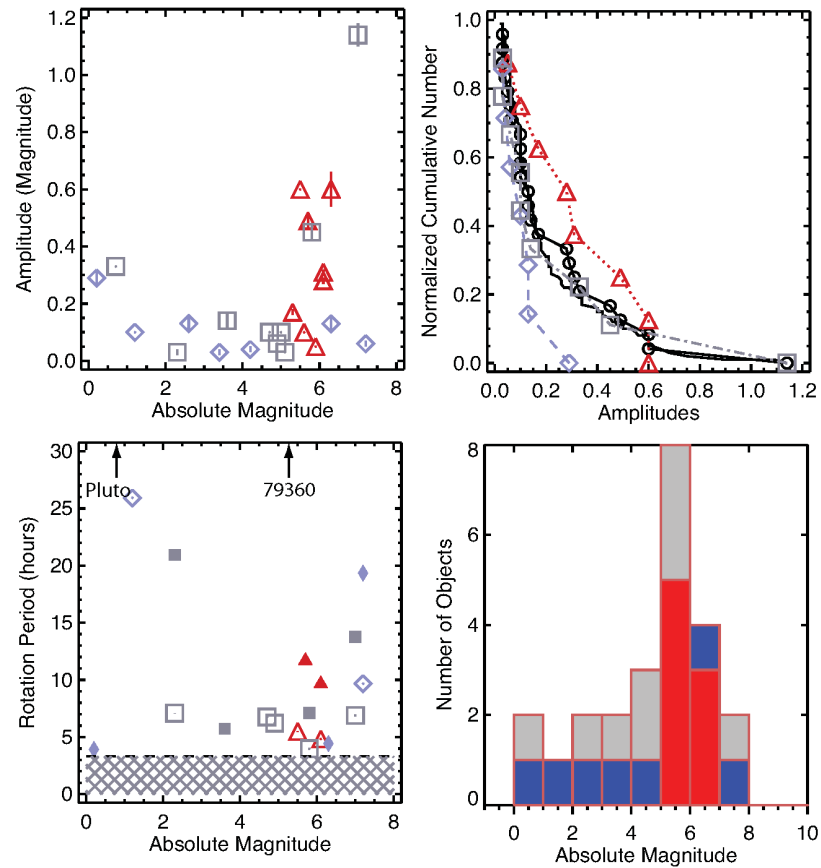 1.2
1.0
0.8
0.6
0.4
0.2
0.0
Amplitude (Magnitude)
0 2 4 6 8
Absolute Magnitude
1.0
0.8
0.6
0.4
0.2
0.0
Normalized Cumulative Number
0.0 0.2 0.4 0.6 0.8 1.0 1.2
Amplitudes
30
25
20
15
10
5
0
Rotation Period (hours)
Pluto
79360
0 2 4 6 8
Absolute Magnitude
8
6
4
2
0
Number of Objects
0 2 4 6 8 10
Absolute Magnitude